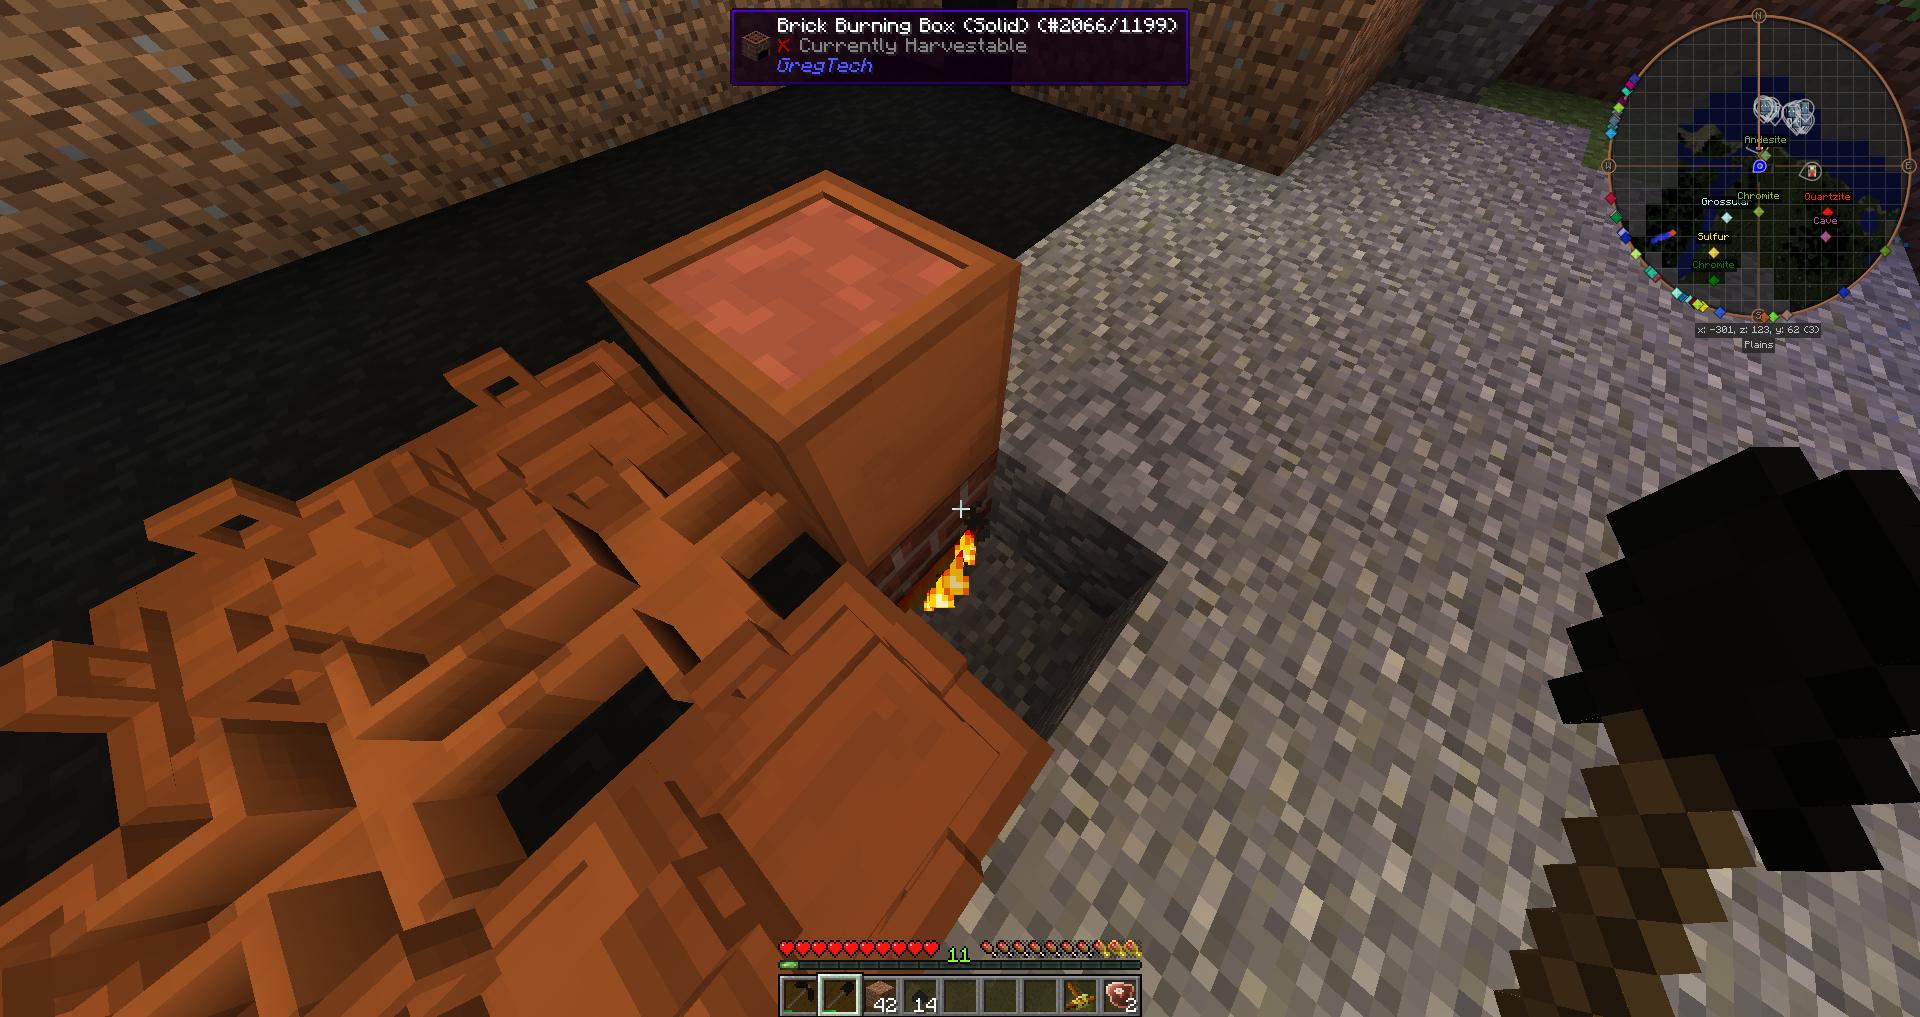 Brick Burning Box (Solid) (#2066/1199)
✕ Currently Harvestable
GregTech
N
W
E
S
Andesite
Chromite
Grossular
Quartzite
Cave
Sulfur
Chromite
x: -301, z: 123, y: 62 (3)
Plains
11
42
14
2